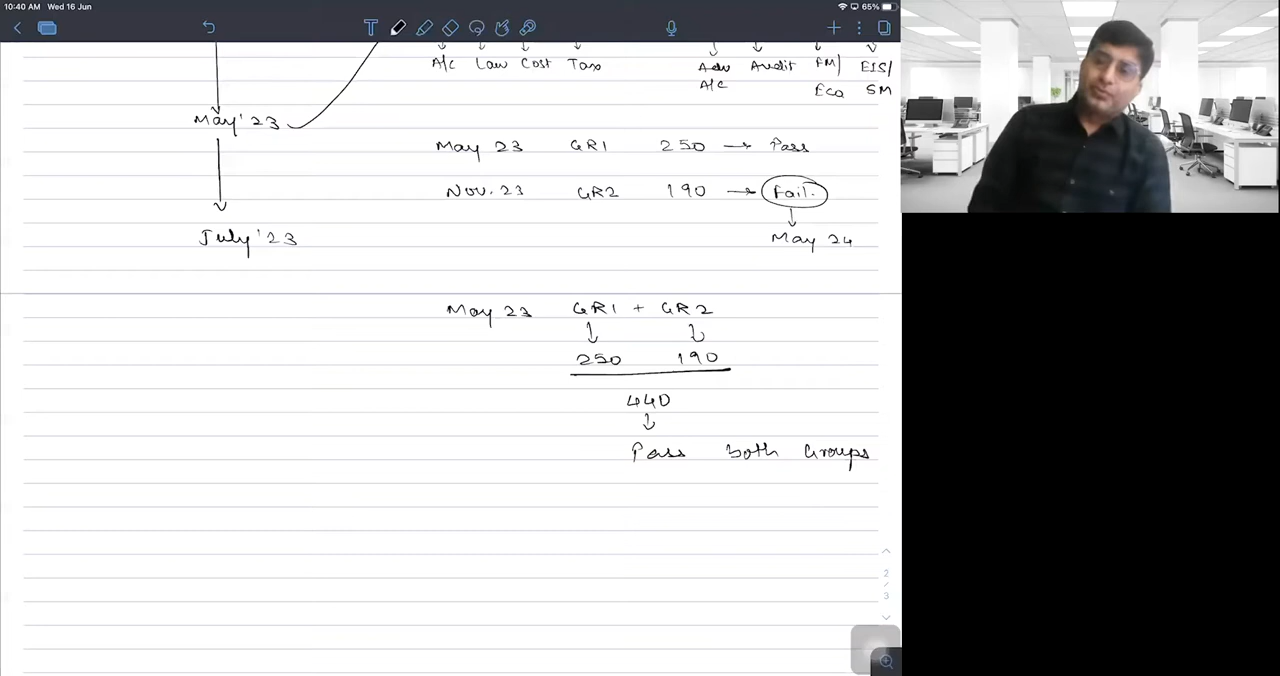 10:40 AM Wed 16 Jun
65%
T
A/c Law Cost Tax Adv A/c Audit FM/ Eco EIS/ SM
May' 23
May 23 GR1 250 → Pass
Nov. 23 GR2 190 → Fail.
July '23
May 24
May 23 GR1 + GR2
250 190
440
Pass both Groups
2
/
3